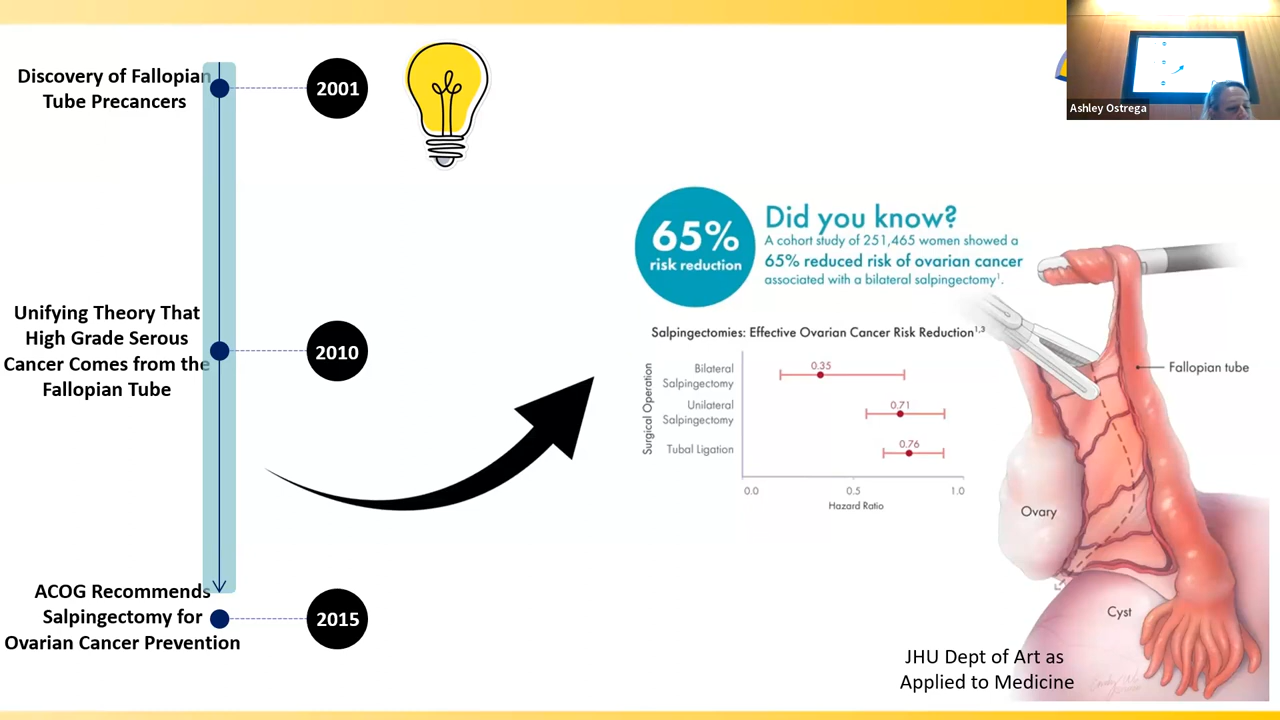 Discovery of Fallopian
Tube Precancers
2001
Unifying Theory That
High Grade Serous
Cancer Comes from the
Fallopian Tube
2010
ACOG Recommends
Salpingectomy for
Ovarian Cancer Prevention
2015
65%
risk reduction
Did you know?
A cohort study of 251,465 women showed a
65% reduced risk of ovarian cancer
associated with a bilateral salpingectomy¹.
Salpingectomies: Effective Ovarian Cancer Risk Reduction¹,³
Surgical Operation
Bilateral
Salpingectomy
0.35
Unilateral
Salpingectomy
0.71
Tubal Ligation
0.76
0.0 0.5 1.0
Hazard Ratio
Fallopian tube
Ovary
Cyst
JHU Dept of Art as
Applied to Medicine
Ashley Ostrega